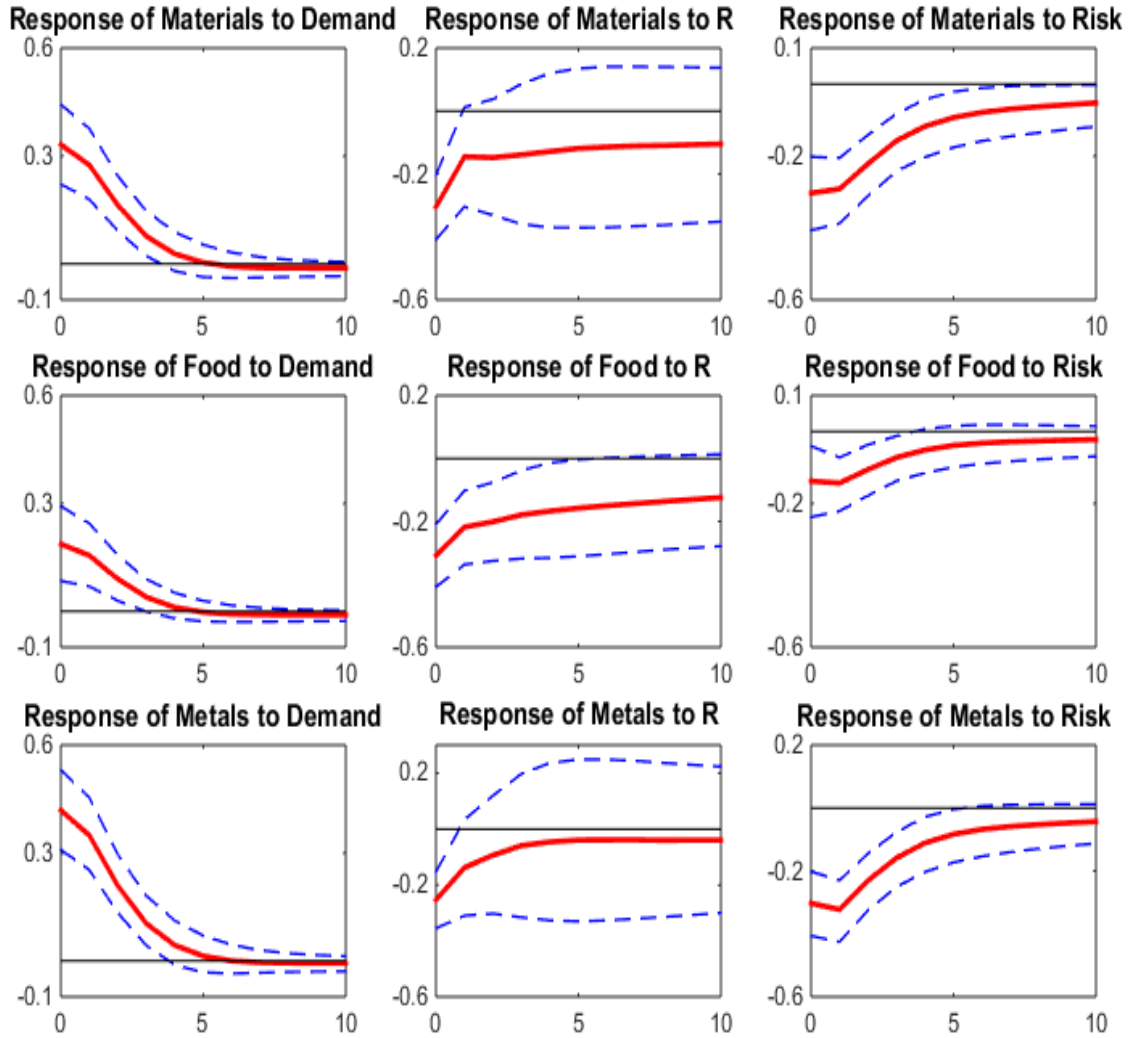 Response of Materials to Demand
0.6
0.3
-0.1
0 5 10
Response of Materials to R
0.2
-0.2
-0.6
0 5 10
Response of Materials to Risk
0.1
-0.2
-0.6
0 5 10
Response of Food to Demand
0.6
0.3
-0.1
0 5 10
Response of Food to R
0.2
-0.2
-0.6
0 5 10
Response of Food to Risk
0.1
-0.2
-0.6
0 5 10
Response of Metals to Demand
0.6
0.3
-0.1
0 5 10
Response of Metals to R
0.2
-0.2
-0.6
0 5 10
Response of Metals to Risk
0.2
-0.2
-0.6
0 5 10